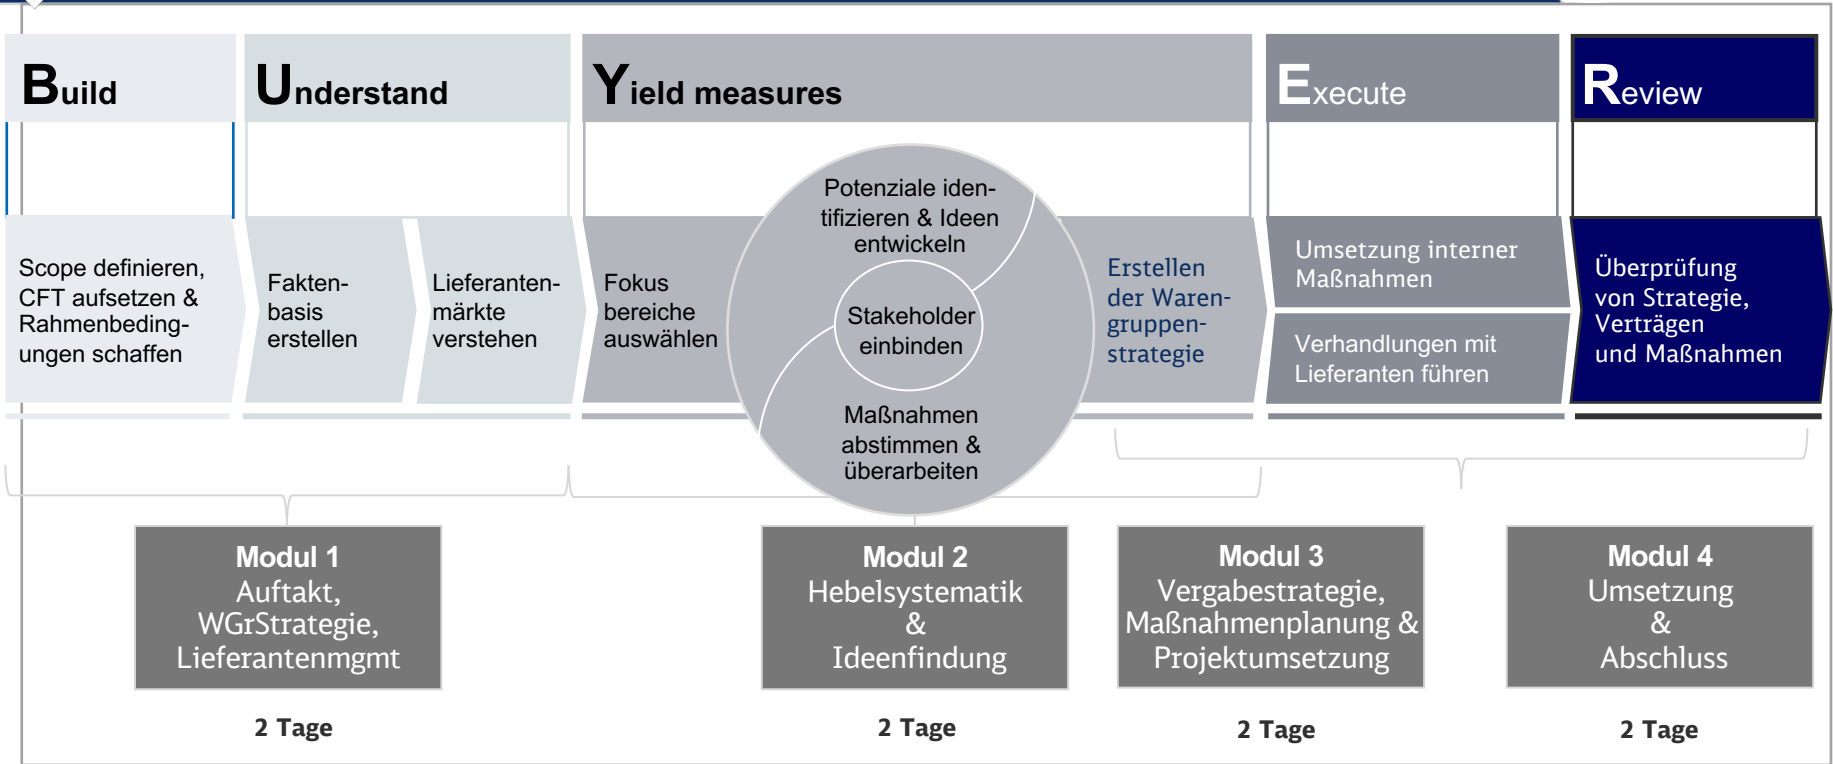 Build
Understand
Yield measures
Execute
Review
Scope definieren,
CFT aufsetzen &
Rahmenbeding-
ungen schaffen
Fakten-
basis
erstellen
Lieferanten-
märkte
verstehen
Fokus
bereiche
auswählen
Potenziale iden-
tifizieren & Ideen
entwickeln
Stakeholder
einbinden
Maßnahmen
abstimmen &
überarbeiten
Erstellen
der Waren-
gruppen-
strategie
Umsetzung interner
Maßnahmen
Verhandlungen mit
Lieferanten führen
Überprüfung
von Strategie,
Verträgen
und Maßnahmen
Modul 1
Auftakt,
WGrStrategie,
Lieferantenmgmt
2 Tage
Modul 2
Hebelsystematik
&
Ideenfindung
2 Tage
Modul 3
Vergabestrategie,
Maßnahmenplanung &
Projektumsetzung
2 Tage
Modul 4
Umsetzung
&
Abschluss
2 Tage